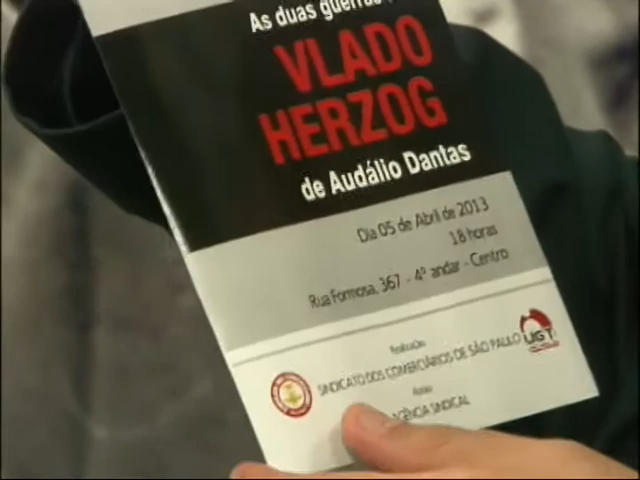 As duas guerras
VLADO
HERZOG
de Audálio Dantas
Dia 05 de Abril de 2013
18 horas
Rua Formosa, 367 - 4º andar - Centro
Realização
SINDICATO DOS COMERCIÁRIOS DE SÃO PAULO
UGT
Apoio
AGÊNCIA SINDICAL